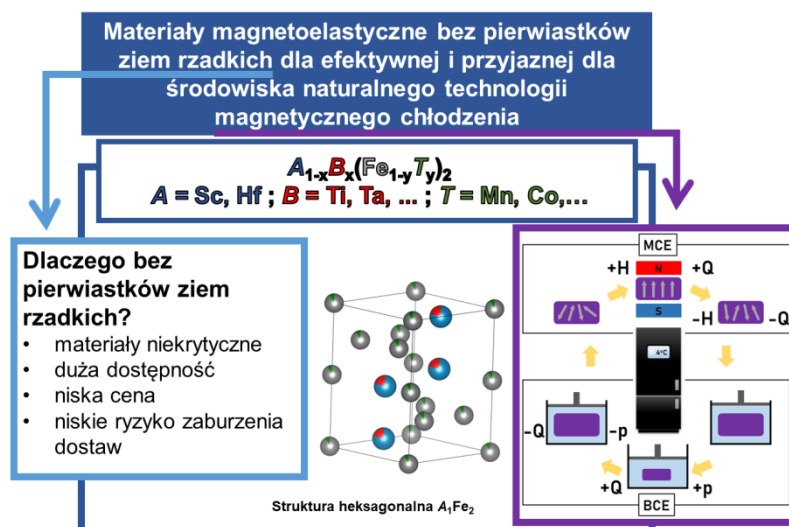 Materiały magnetoelastyczne bez pierwiastków
ziem rzadkich dla efektywnej i przyjaznej dla
środowiska naturalnego technologii
magnetycznego chłodzenia
A1-xBx(Fe1-yTy)2
A = Sc, Hf ; B = Ti, Ta, ... ; T = Mn, Co,...
Dlaczego bez
pierwiastków ziem
rzadkich?
• materiały niekrytyczne
• duża dostępność
• niska cena
• niskie ryzyko zaburzenia
dostaw
Struktura heksagonalna A1Fe2
MCE
+H N +Q
S
-H -Q
4°C
-Q -p
+Q +p
BCE